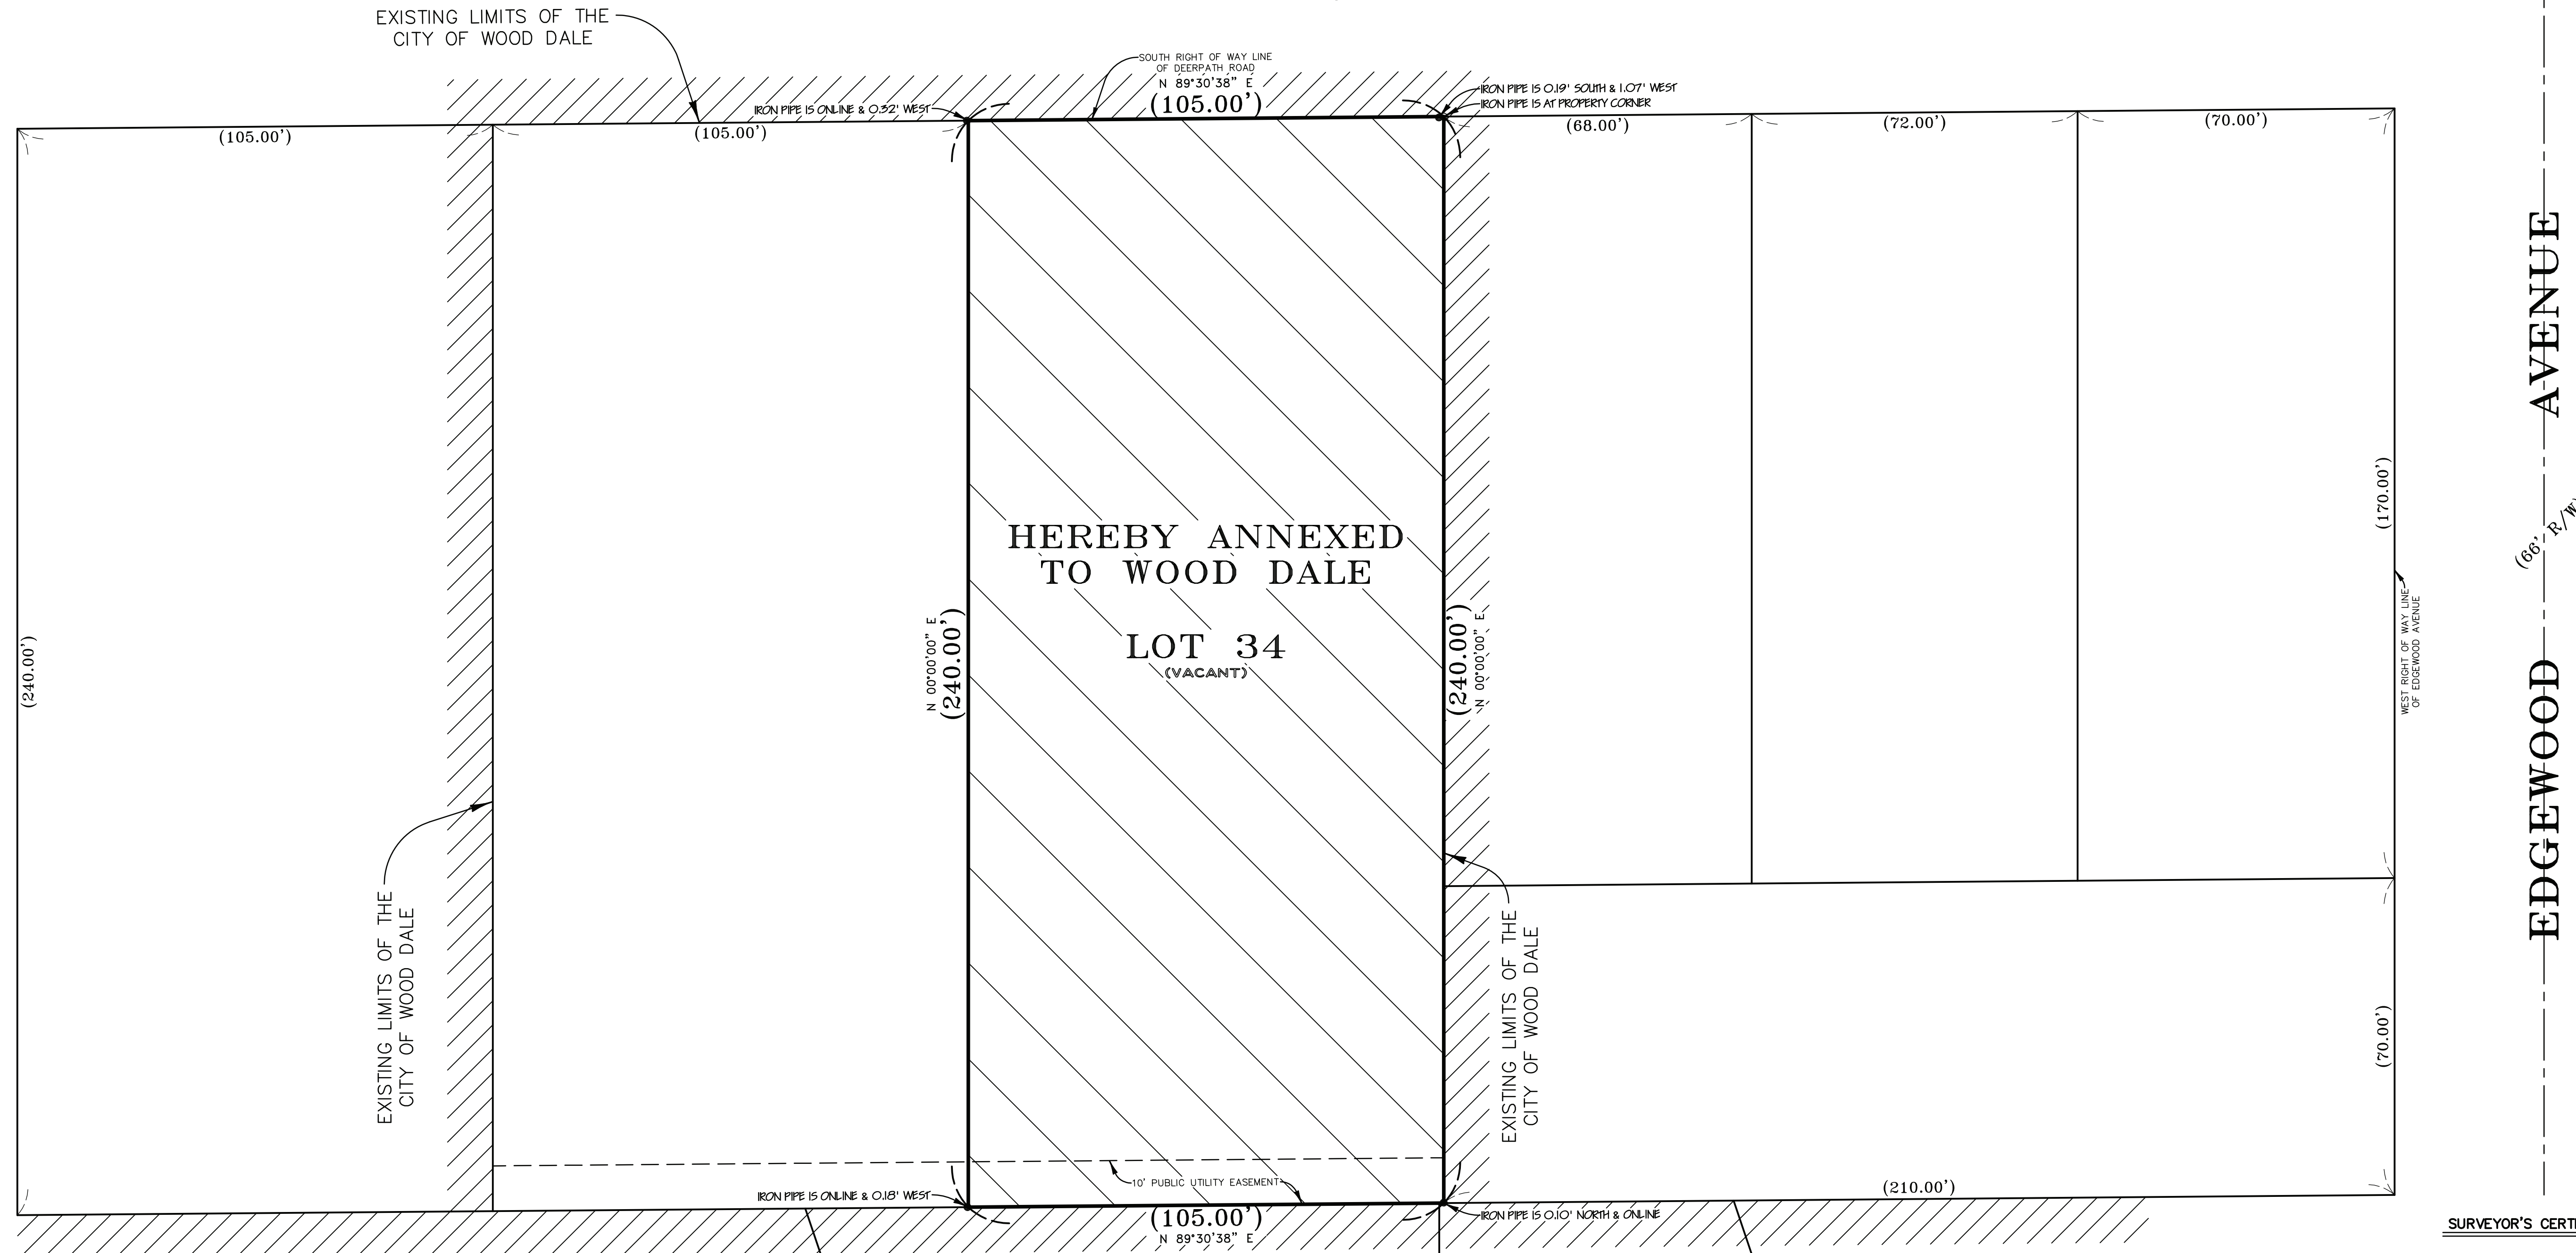 EXISTING LIMITS OF THE
CITY OF WOOD DALE
SOUTH RIGHT OF WAY LINE
OF DEERPATH ROAD
N 89°30'38" E
(105.00')
IRON PIPE IS ONLINE & 0.32' WEST
IRON PIPE IS 0.19' SOUTH & 1.07' WEST
IRON PIPE IS AT PROPERTY CORNER
(105.00')
(105.00')
(68.00')
(72.00')
(70.00')
HEREBY ANNEXED
TO WOOD DALE
LOT 34
(VACANT)
(240.00')
N 00°00'00" E
(240.00')
(240.00')
N 00°00'00" E
(170.00')
WEST RIGHT OF WAY LINE
OF EDGEWOOD AVENUE
(66' R/W)
EDGEWOOD AVENUE
EXISTING LIMITS OF THE
CITY OF WOOD DALE
EXISTING LIMITS OF THE
CITY OF WOOD DALE
(70.00')
10' PUBLIC UTILITY EASEMENT
IRON PIPE IS ONLINE & 0.18' WEST
(105.00')
N 89°30'38" E
IRON PIPE IS 0.10' NORTH & ONLINE
(210.00')
SURVEYOR'S CERT